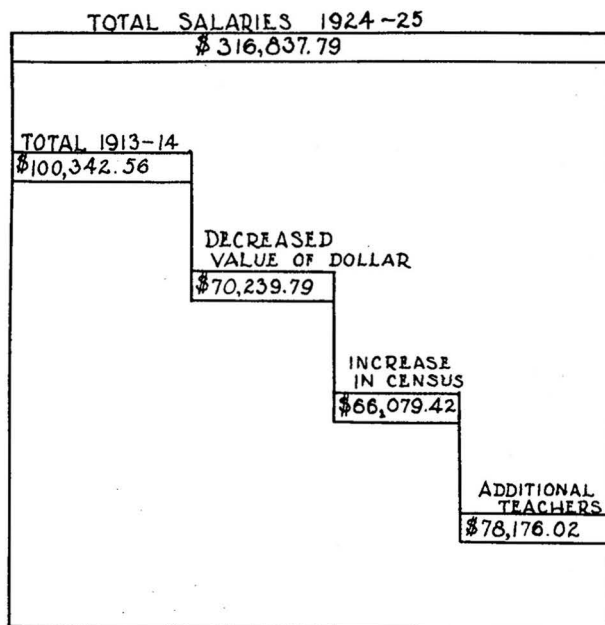 TOTAL SALARIES 1924-25
$316,837.79
TOTAL 1913-14
$100,342.56
DECREASED
VALUE OF DOLLAR
$70,239.79
INCREASE
IN CENSUS
$66,079.42
ADDITIONAL
TEACHERS
$78,176.02